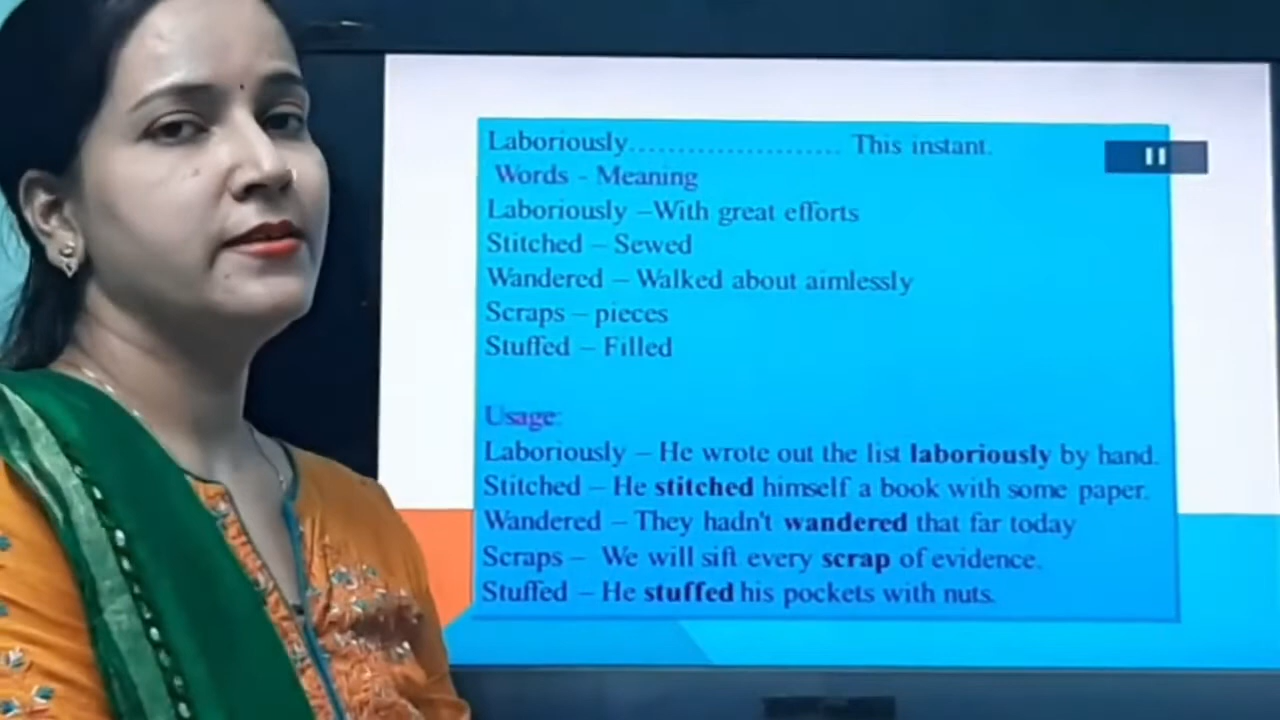 Laboriously...................... This instant.
Words - Meaning
Laboriously –With great efforts
Stitched – Sewed
Wandered – Walked about aimlessly
Scraps – pieces
Stuffed – Filled
Usage:
Laboriously – He wrote out the list laboriously by hand.
Stitched – He stitched himself a book with some paper.
Wandered – They hadn't wandered that far today
Scraps – We will sift every scrap of evidence.
Stuffed – He stuffed his pockets with nuts.